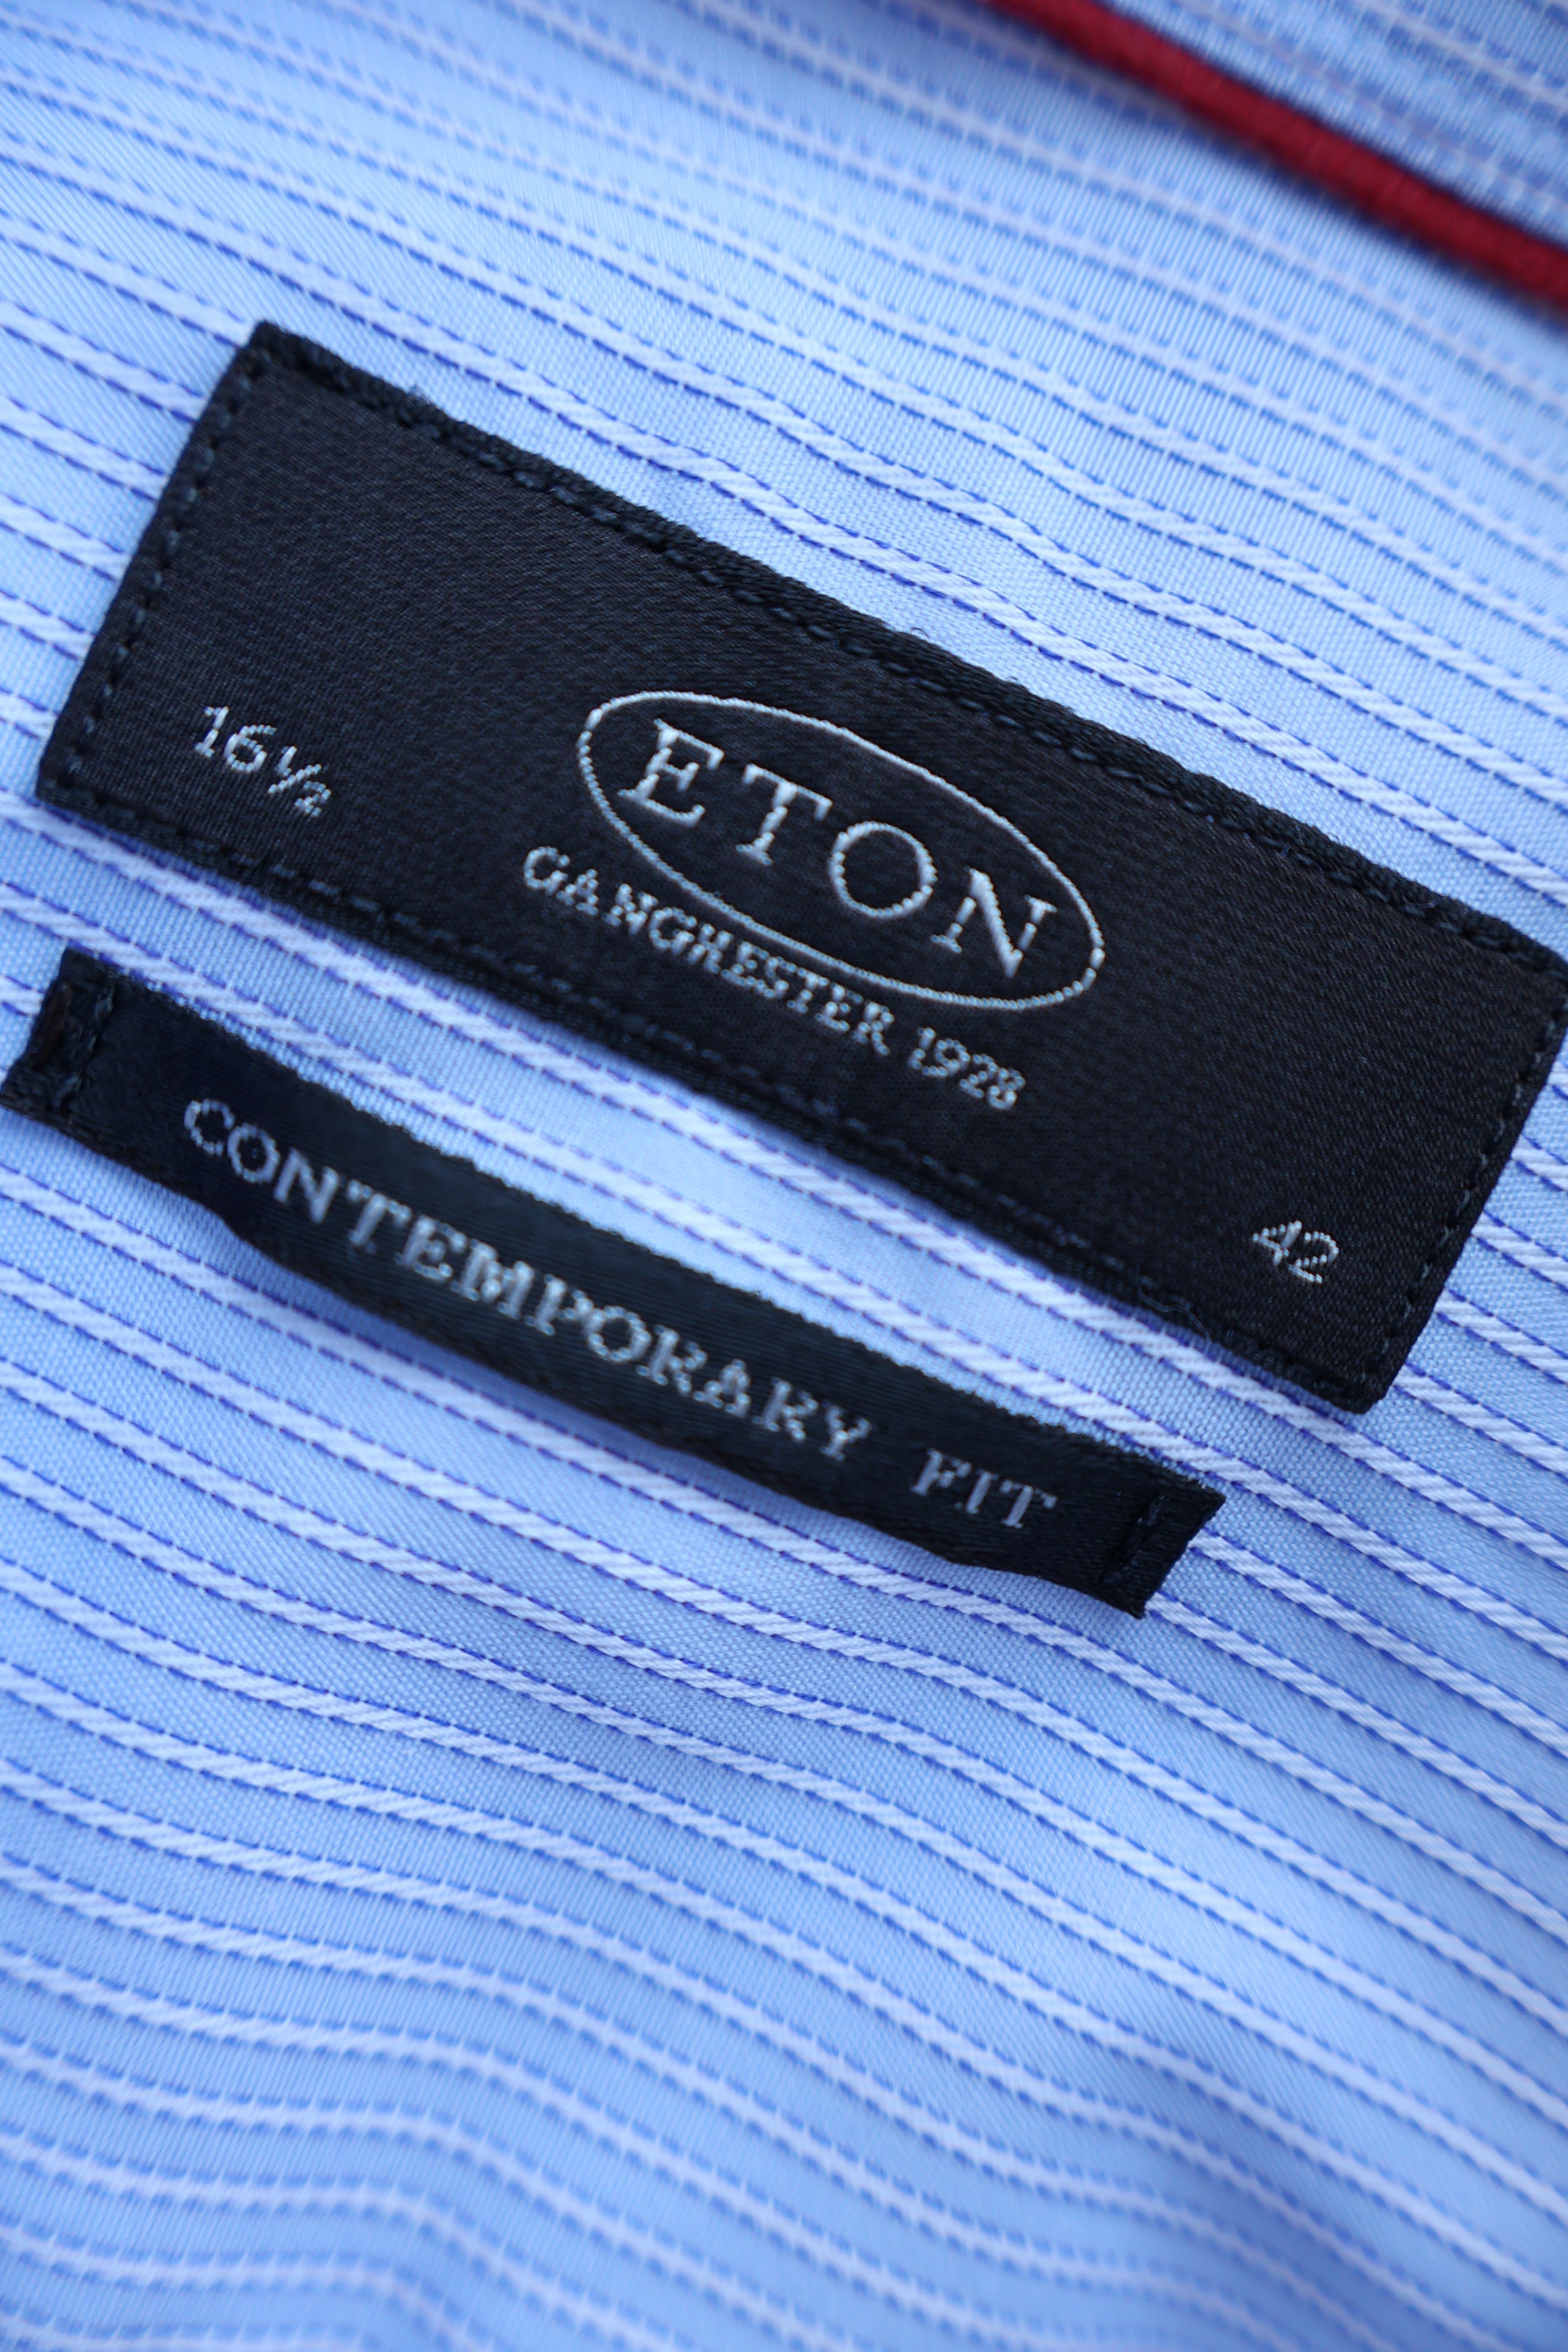 ETON
GANGHESTER 1928
16½
42
CONTEMPORARY FIT